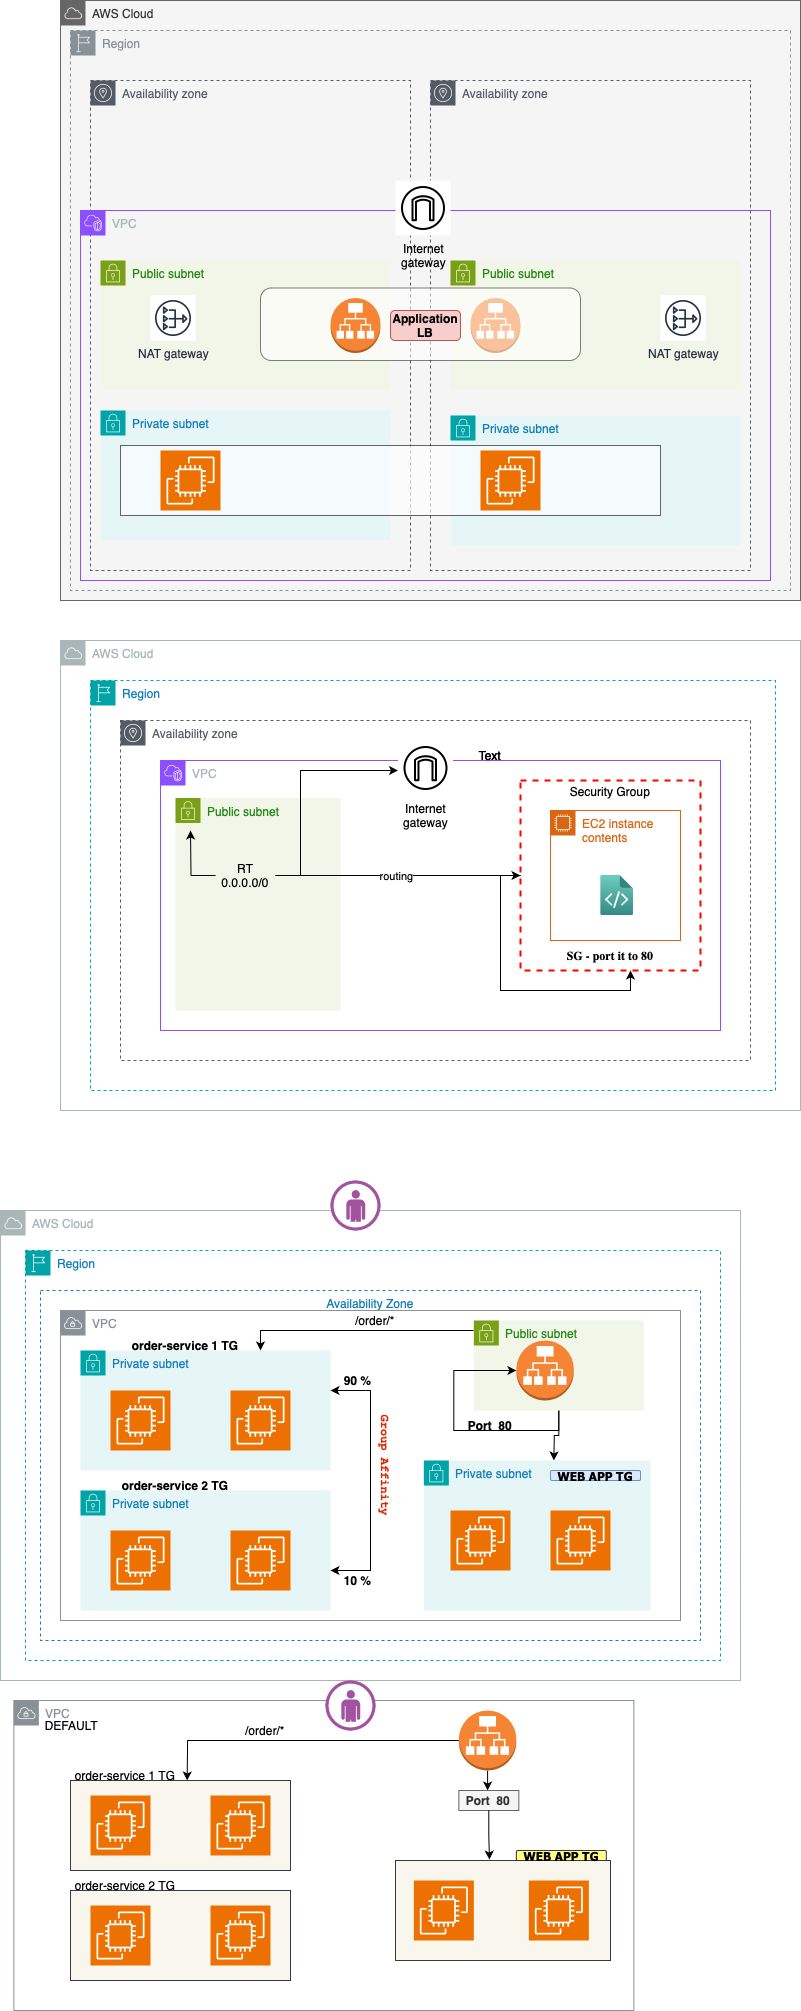 AWS Cloud
Region
Availability zone
Availability zone
VPC
Internet
gateway
Public subnet
Public subnet
NAT gateway
Application
LB
NAT gateway
Private subnet
Private subnet
AWS Cloud
Region
Availability zone
VPC
Text
Internet
gateway
Public subnet
RT
0.0.0.0/0
routing
Security Group
EC2 instance
contents
SG - port it to 80
AWS Cloud
Region
Availability Zone
VPC
/order/*
Public subnet
order-service 1 TG
Private subnet
90 %
Group Affinity
Port 80
order-service 2 TG
Private subnet
10 %
Private subnet
WEB APP TG
VPC
DEFAULT
/order/*
order-service 1 TG
Port 80
order-service 2 TG
WEB APP TG